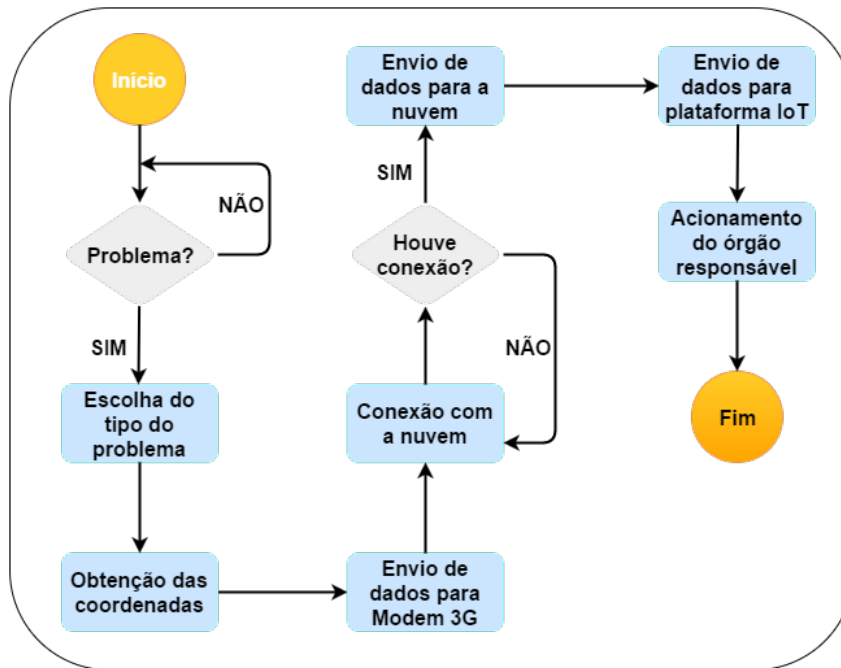 Início
NÃO
Problema?
SIM
Escolha do
tipo do
problema
Obtenção das
coordenadas
Envio de
dados para
Modem 3G
Conexão com
a nuvem
NÃO
Houve
conexão?
SIM
Envio de
dados para a
nuvem
Envio de
dados para
plataforma IoT
Acionamento
do órgão
responsável
Fim